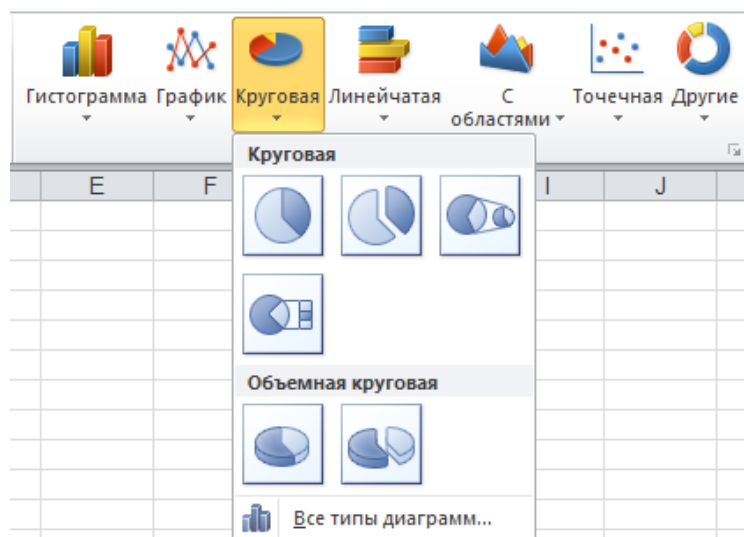 Гистограмма График Круговая Линейчатая С областями Точечная Другие
Круговая
E F I J
Объемная круговая
Все типы диаграмм...